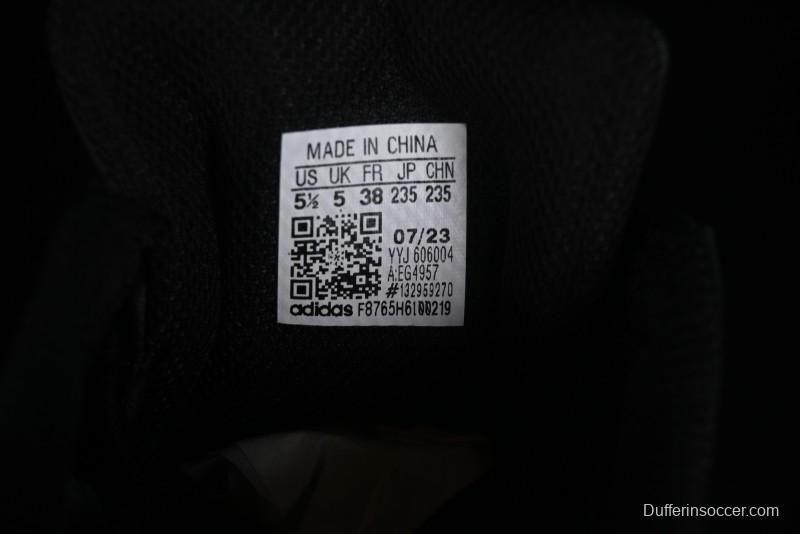 MADE IN CHINA
US UK FR JP CHN
5½ 5 38 235 235
07/23
YYJ 606004
A:EG4957
#132959270
adidas F8765H6100219
Dufferinsoccer.com